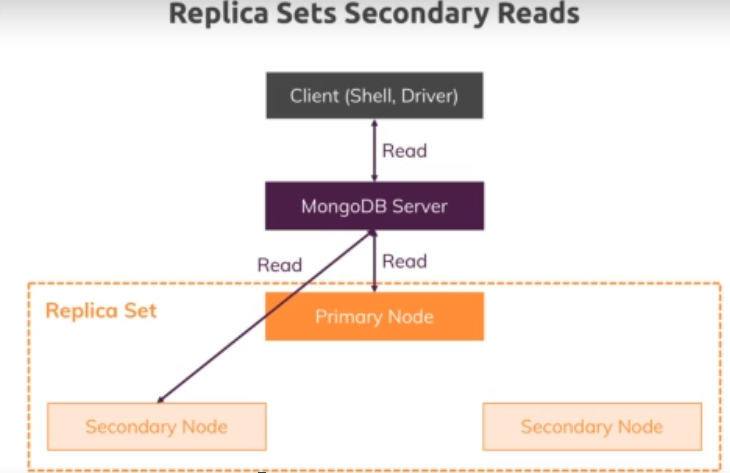 Replica Sets Secondary Reads
Client (Shell, Driver)
Read
MongoDB Server
Read
Read
Replica Set
Primary Node
Secondary Node
Secondary Node